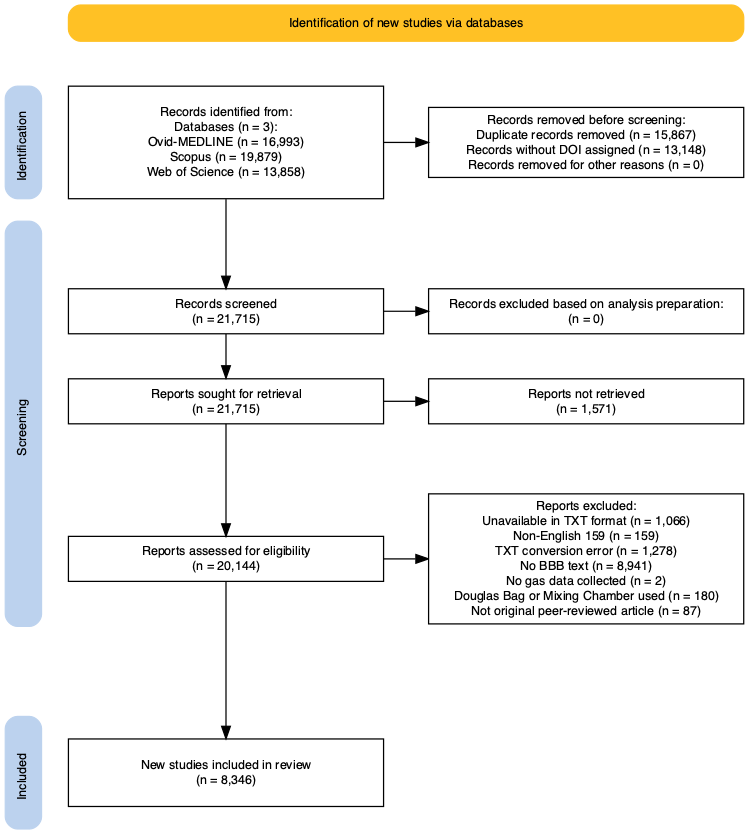 Identification of new studies via databases
Identification
Records identified from:
Databases (n = 3):
Ovid-MEDLINE (n = 16,993)
Scopus (n = 19,879)
Web of Science (n = 13,858)
Records removed before screening:
Duplicate records removed (n = 15,867)
Records without DOI assigned (n = 13,148)
Records removed for other reasons (n = 0)
Screening
Records screened
(n = 21,715)
Records excluded based on analysis preparation:
(n = 0)
Reports sought for retrieval
(n = 21,715)
Reports not retrieved
(n = 1,571)
Reports assessed for eligibility
(n = 20,144)
Reports excluded:
Unavailable in TXT format (n = 1,066)
Non-English 159 (n = 159)
TXT conversion error (n = 1,278)
No BBB text (n = 8,941)
No gas data collected (n = 2)
Douglas Bag or Mixing Chamber used (n = 180)
Not original peer-reviewed article (n = 87)
Included
New studies included in review
(n = 8,346)